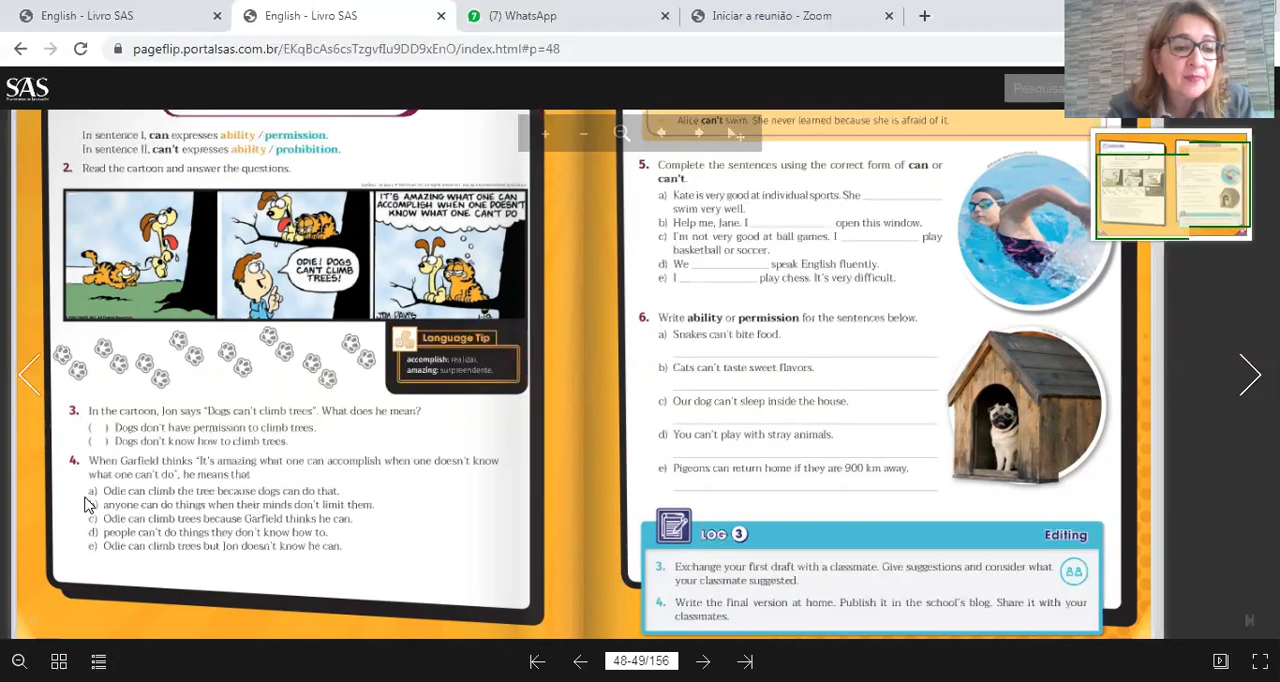 English - Livro SAS
English - Livro SAS
(7) WhatsApp
Iniciar a reunião - Zoom
pageflip.portalsas.com.br/EKqBcAs6csTzgvfIu9DD9xEnO/index.html#p=48
SAS
Pesquisa
In sentence I, can expresses ability / permission.
In sentence II, can't expresses ability / prohibition.
2. Read the cartoon and answer the questions.
ODIE! DOGS
CAN'T CLIMB
TREES!
IT'S AMAZING WHAT ONE CAN
ACCOMPLISH WHEN ONE DOESN'T
KNOW WHAT ONE CAN'T DO
JIM DAVIS
Language Tip
accomplish: realizar.
amazing: surpreendente.
3. In the cartoon, Jon says "Dogs can't climb trees". What does he mean?
( ) Dogs don't have permission to climb trees.
( ) Dogs don't know how to climb trees.
4. When Garfield thinks "It's amazing what one can accomplish when one doesn't know
what one can't do", he means that
a) Odie can climb the tree because dogs can do that.
) anyone can do things when their minds don't limit them.
c) Odie can climb trees because Garfield thinks he can.
d) people can't do things they don't know how to.
e) Odie can climb trees but Jon doesn't know he can.
Alice can't swim. She never learned because she is afraid of it.
5. Complete the sentences using the correct form of can or
can't.
a) Kate is very good at individual sports. She ____________
swim very well.
b) Help me, Jane. I ____________ open this window.
c) I'm not very good at ball games. I ____________ play
basketball or soccer.
d) We ____________ speak English fluently.
e) I ____________ play chess. It's very difficult.
6. Write ability or permission for the sentences below.
a) Snakes can't bite food.
b) Cats can't taste sweet flavors.
c) Our dog can't sleep inside the house.
d) You can't play with stray animals.
e) Pigeons can return home if they are 900 km away.
LOG 3
Editing
3. Exchange your first draft with a classmate. Give suggestions and consider what
your classmate suggested.
4. Write the final version at home. Publish it in the school's blog. Share it with your
classmates.
48-49/156